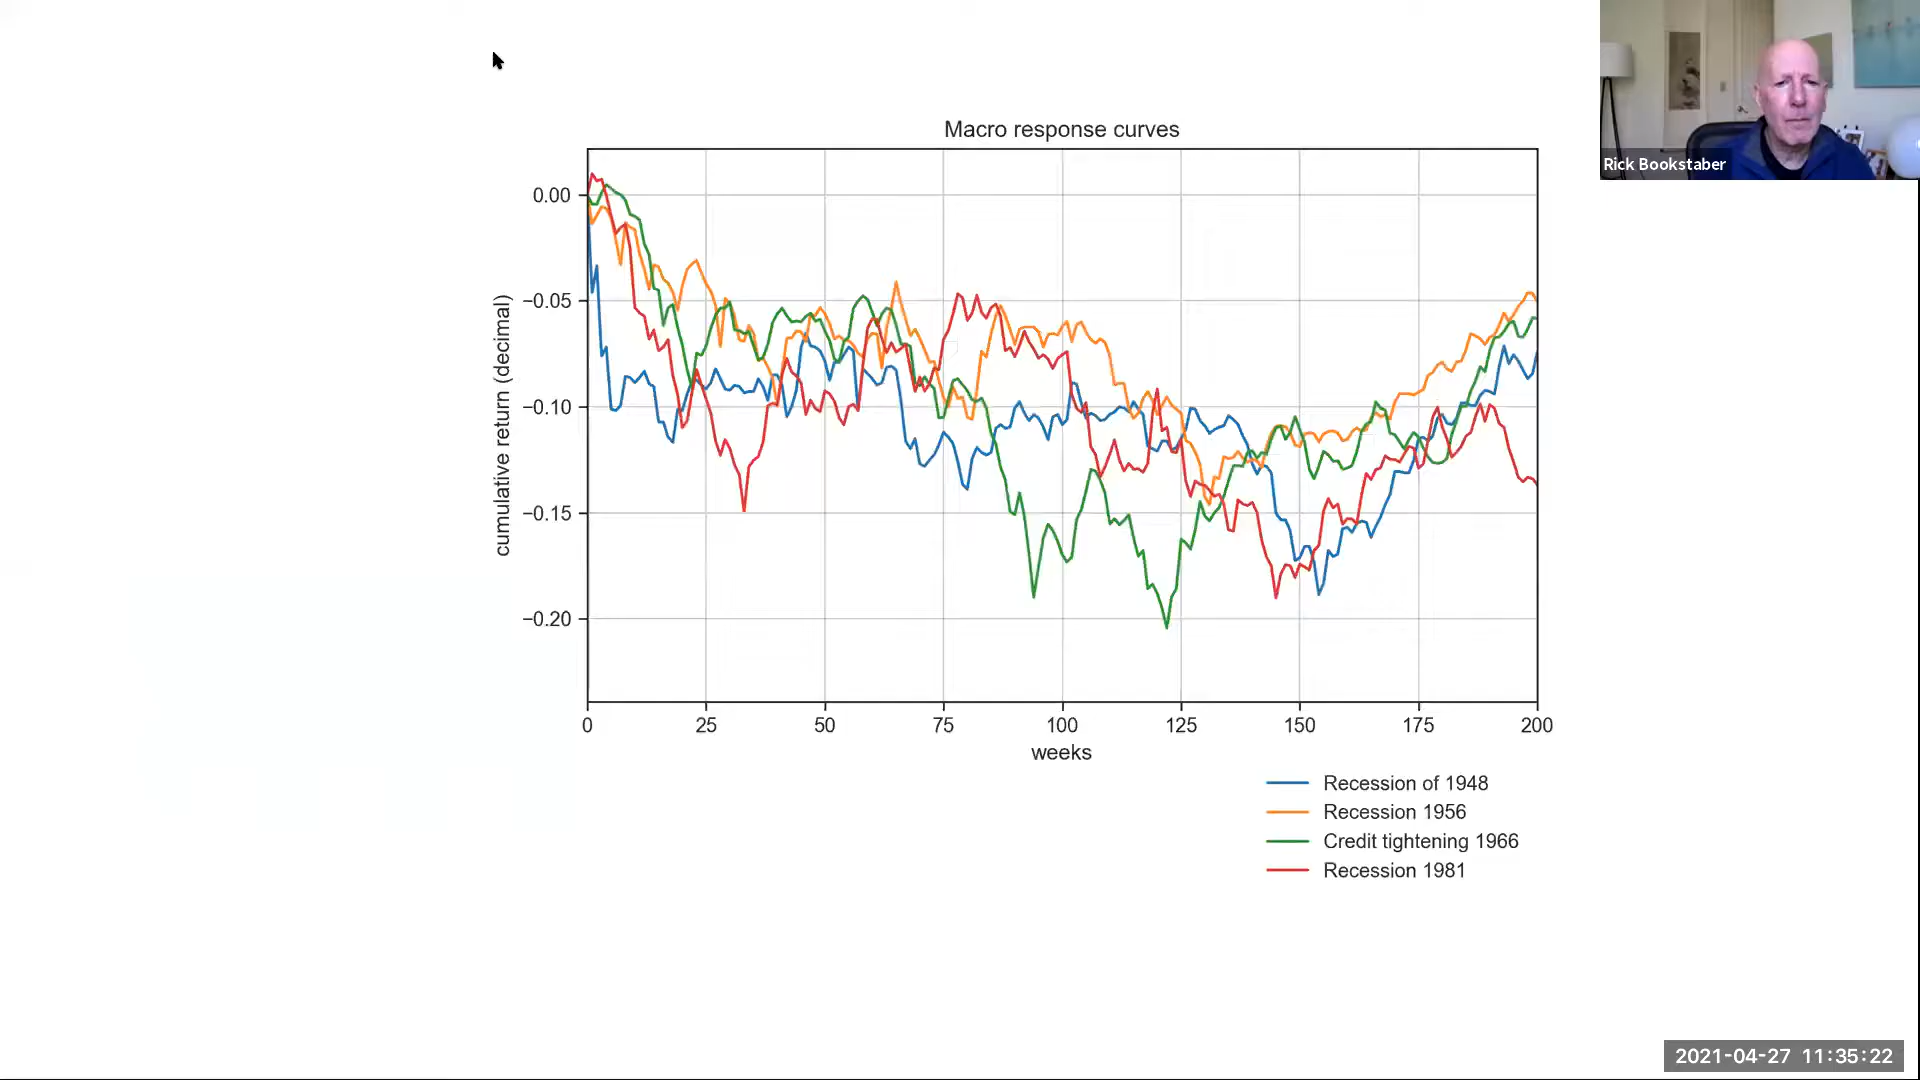 Rick Bookstaber
Macro response curves
cumulative return (decimal)
0.00
−0.05
−0.10
−0.15
−0.20
0 25 50 75 100 125 150 175 200
weeks
Recession of 1948
Recession 1956
Credit tightening 1966
Recession 1981
2021-04-27 11:35:22